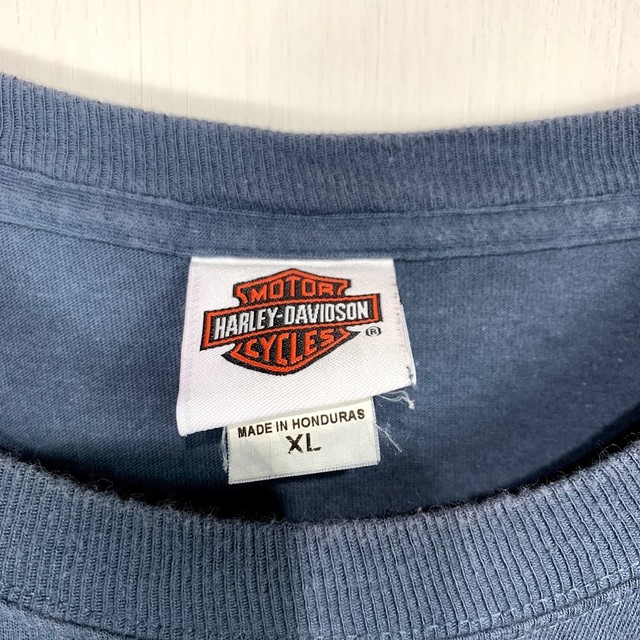 MOTOR
HARLEY-DAVIDSON
CYCLES
®
MADE IN HONDURAS
XL